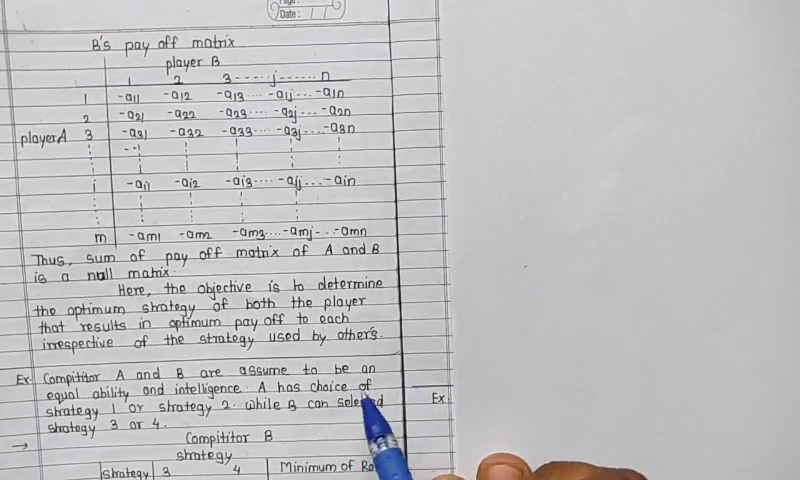 Page:
Date: / /
B's pay off matrix
player B
1 2 3-----j------n
1 -a11 -a12 -a13....-a1j...-a1n
2 -a21 -a22 -a23....-a2j...-a2n
player A 3 -a31 -a32 -a33....-a3j...-a3n
i -ai1 -ai2 -ai3....-aij...-ain
m -am1 -am2 -am3....-amj-..-amn
Thus, sum of pay off matrix of A and B
is a null matrix.
Here, the objective is to determine
the optimum strategy of both the player
that results in optimum pay off to each
irrespective of the strategy used by other's.
Ex: Compititor A and B are assume to be an
equal ability and intelligence. A has choice of
strategy 1 or strategy 2. while B can
strategy 3 or 4.
Ex
→ Compititor B
strategy
Strategy 3 4 Minimum of